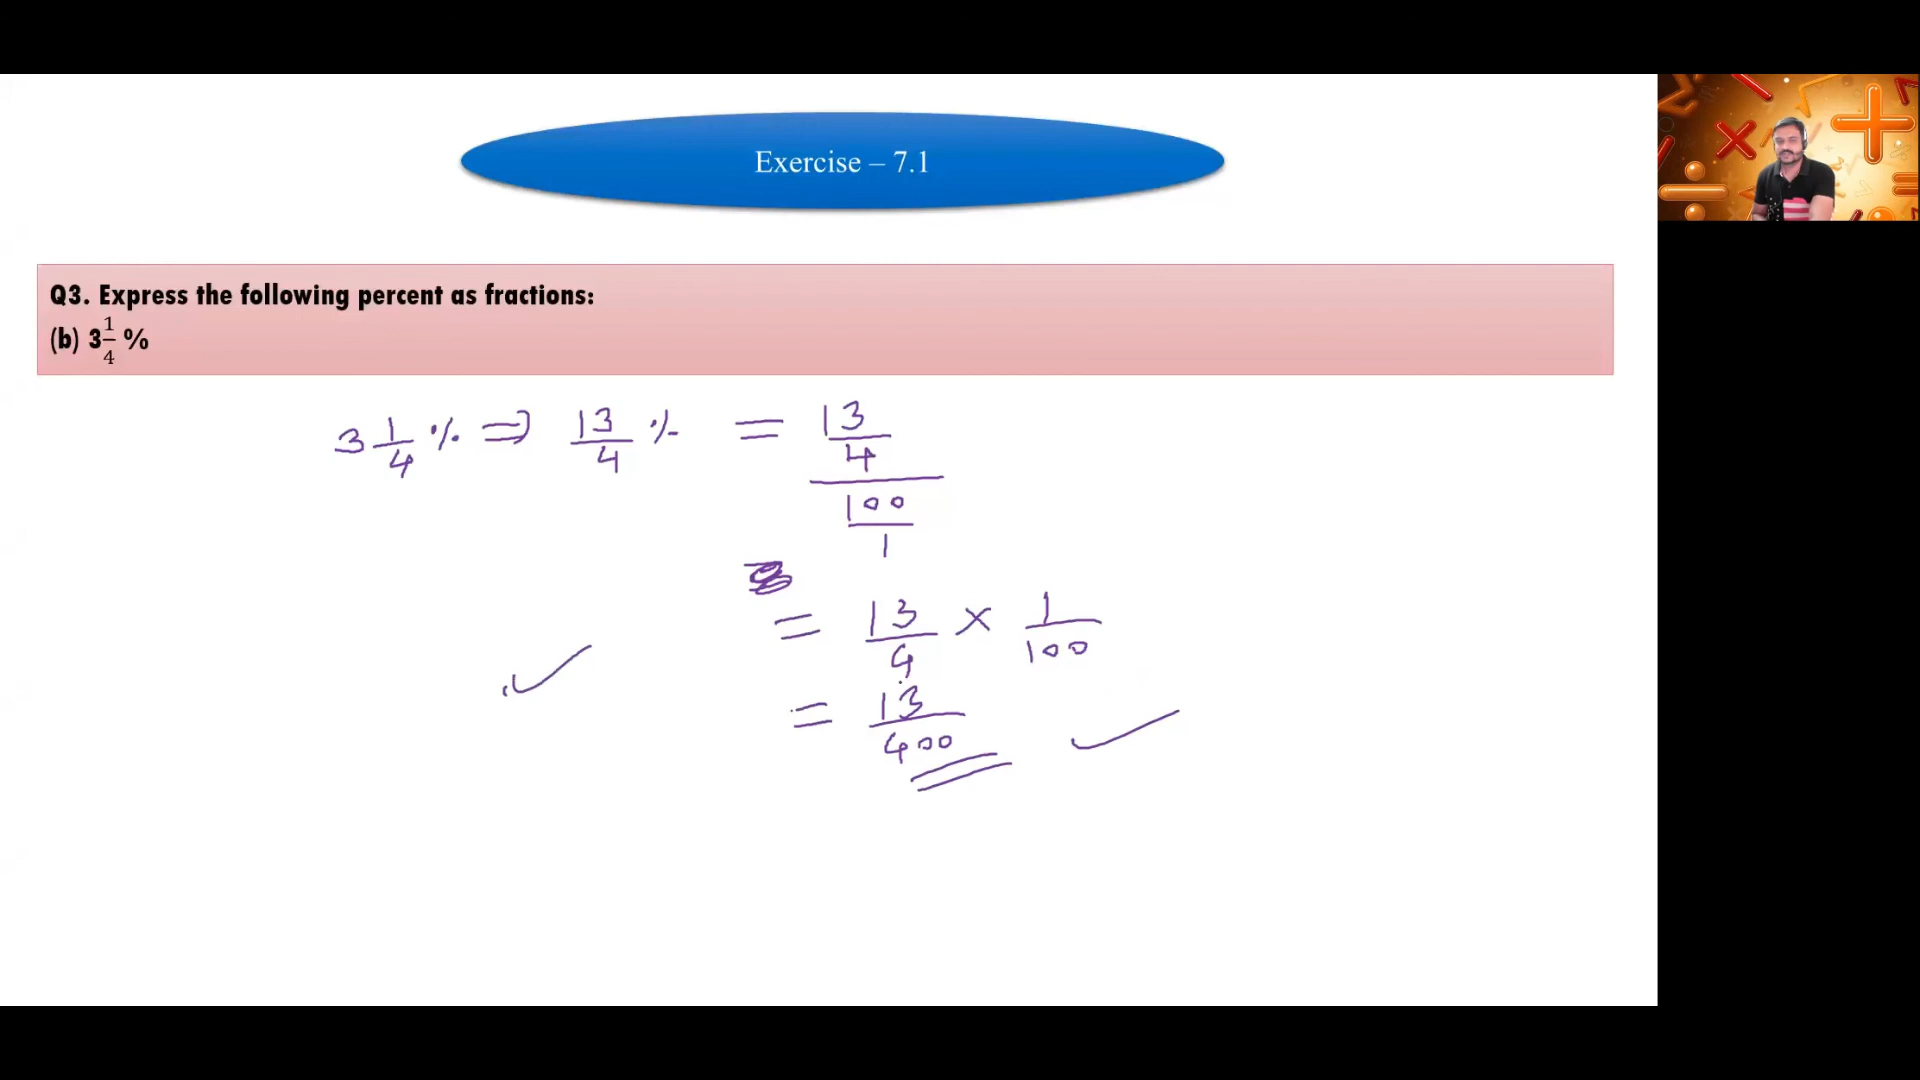 Exercise – 7.1
Q3. Express the following percent as fractions:
(b) 3 1/4 %
3 1/4 % ⇒ 13/4 % = 13/4 / 100/1
= 13/4 × 1/100
= 13/400